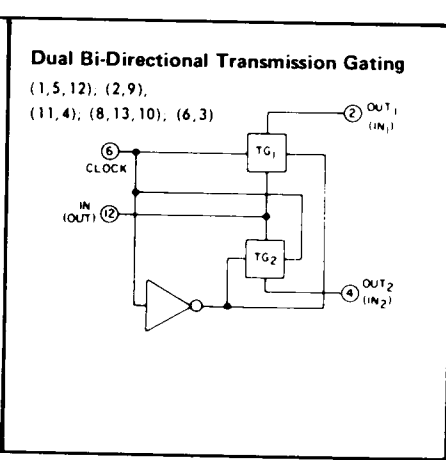 Dual Bi-Directional Transmission Gating
(1,5,12); (2,9),
(11,4); (8,13,10), (6,3)
2 OUT1
(IN1)
TG1
6
CLOCK
IN
(OUT) 12
TG2
4 OUT2
(IN2)